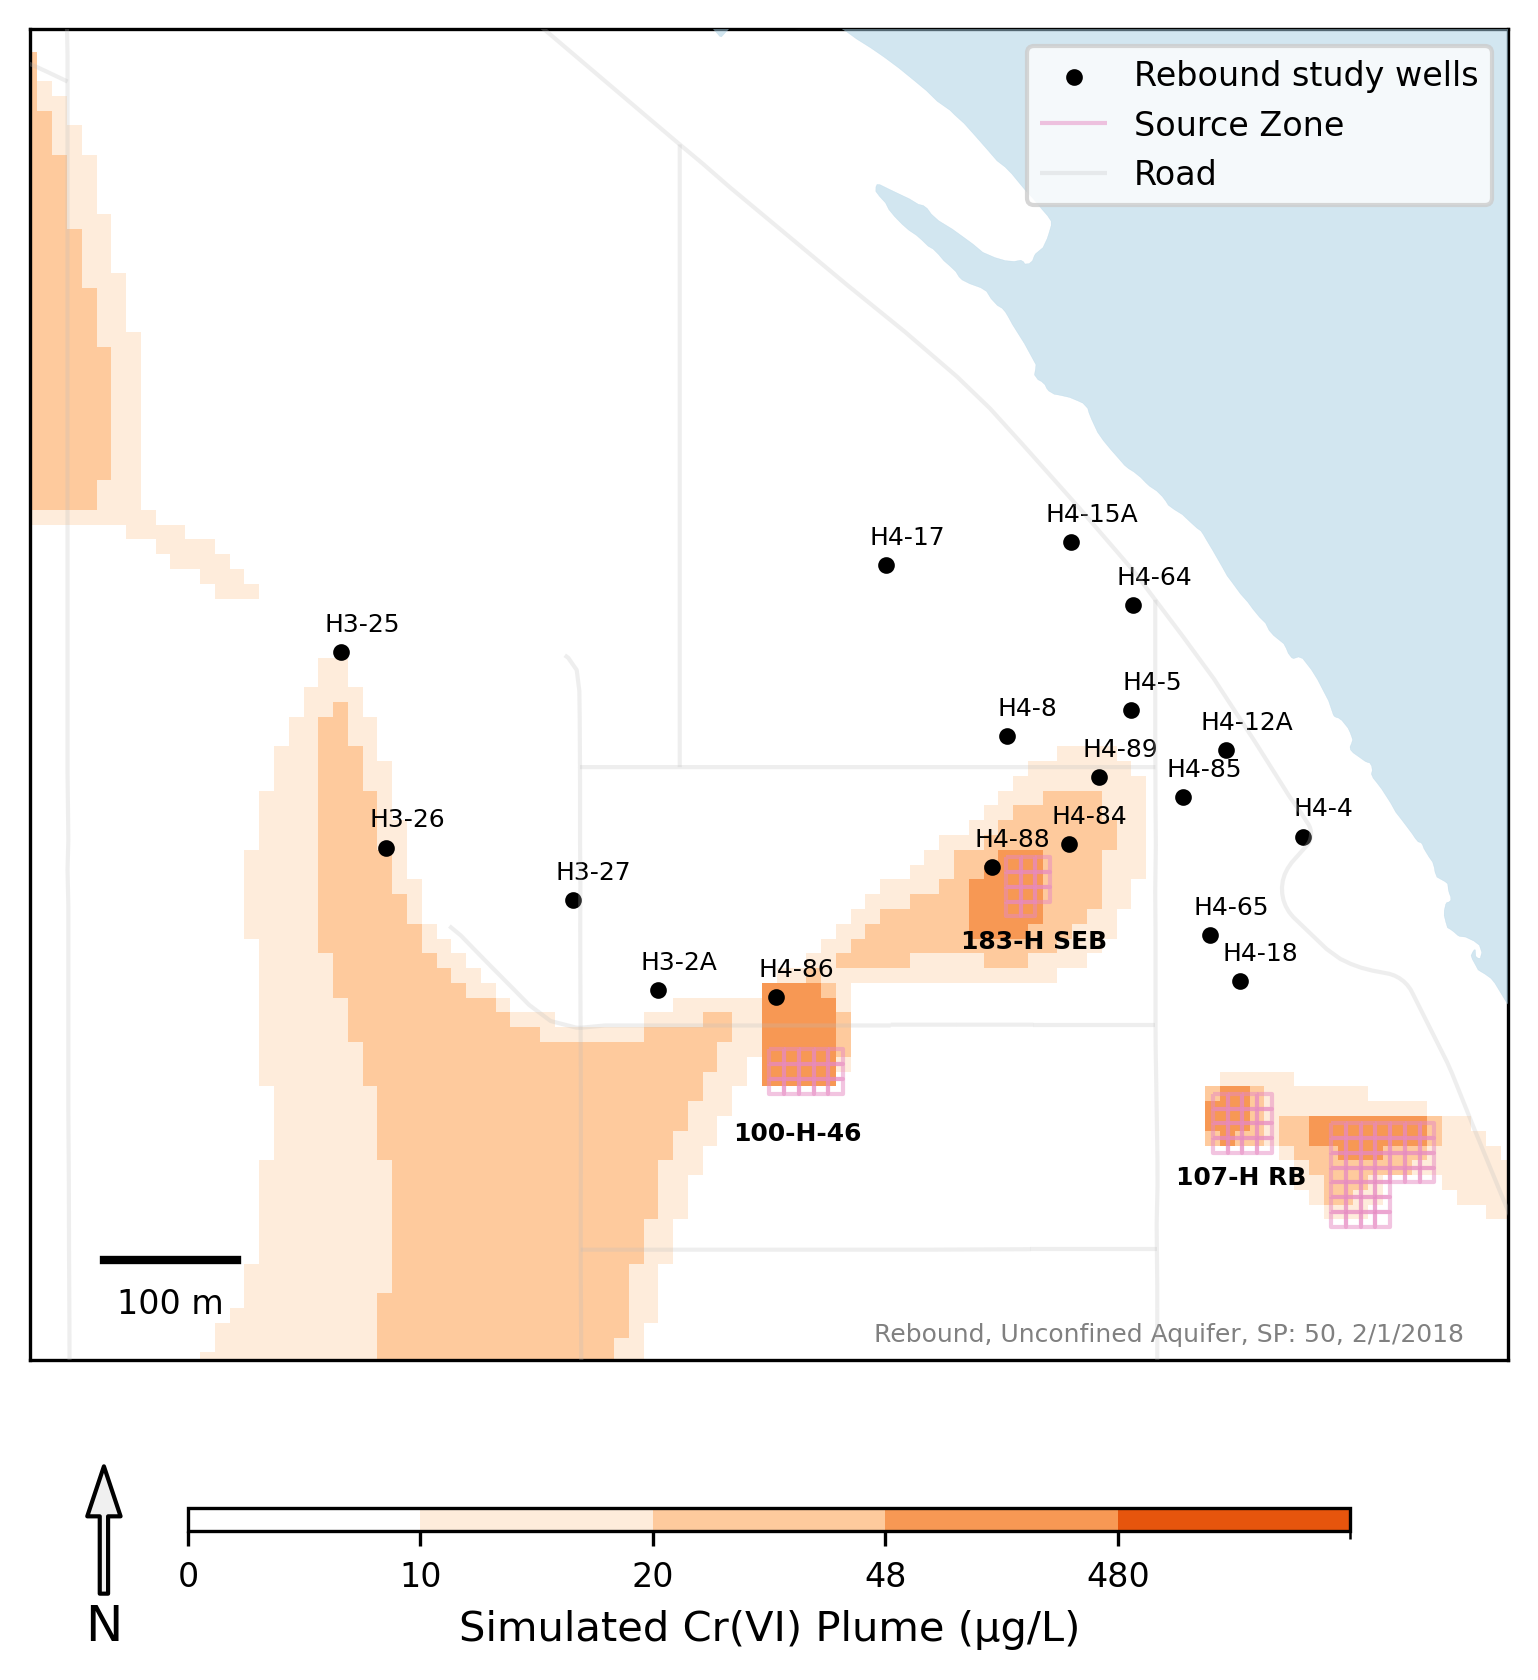 Rebound study wells
Source Zone
Road
H4-15A
H4-17
H4-64
H3-25
H4-5
H4-8
H4-12A
H4-89
H4-85
H4-4
H4-84
H3-26
H4-88
H3-27
H4-65
183-H SEB
H4-18
H3-2A
H4-86
100-H-46
107-H RB
100 m
Rebound, Unconfined Aquifer, SP: 50, 2/1/2018
0
10
20
48
480
N
Simulated Cr(VI) Plume (µg/L)